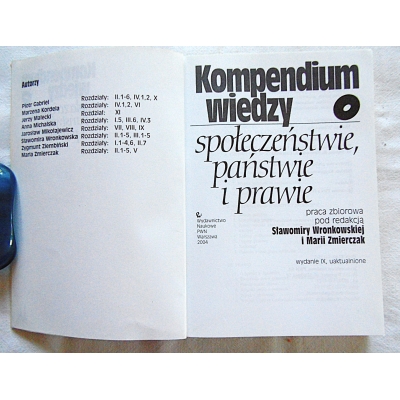 Autorzy
Piotr Gabriel Rozdziały: II.1-6, IV.1,2, X
Marzena Kordela Rozdziały: IV.1,2, VI
Jerzy Małecki Rozdział: XI
Anna Michalska Rozdziały: I.5, III.6, IV.3
Jarosław Mikołajewicz Rozdziały: VII, VIII, IX
Sławomira Wronkowska Rozdziały: II.1-5, III.1-5
Zygmunt Ziembiński Rozdziały: I.1-4,6, II.7
Maria Zmierczak Rozdziały: II.1-5, V
Kompendium
wiedzy o
społeczeństwie,
państwie
i prawie
praca zbiorowa
pod redakcją
Sławomiry Wronkowskiej
i Marii Zmierczak
Wydawnictwo
Naukowe
PWN
Warszawa
2004
wydanie IX, uaktualnione